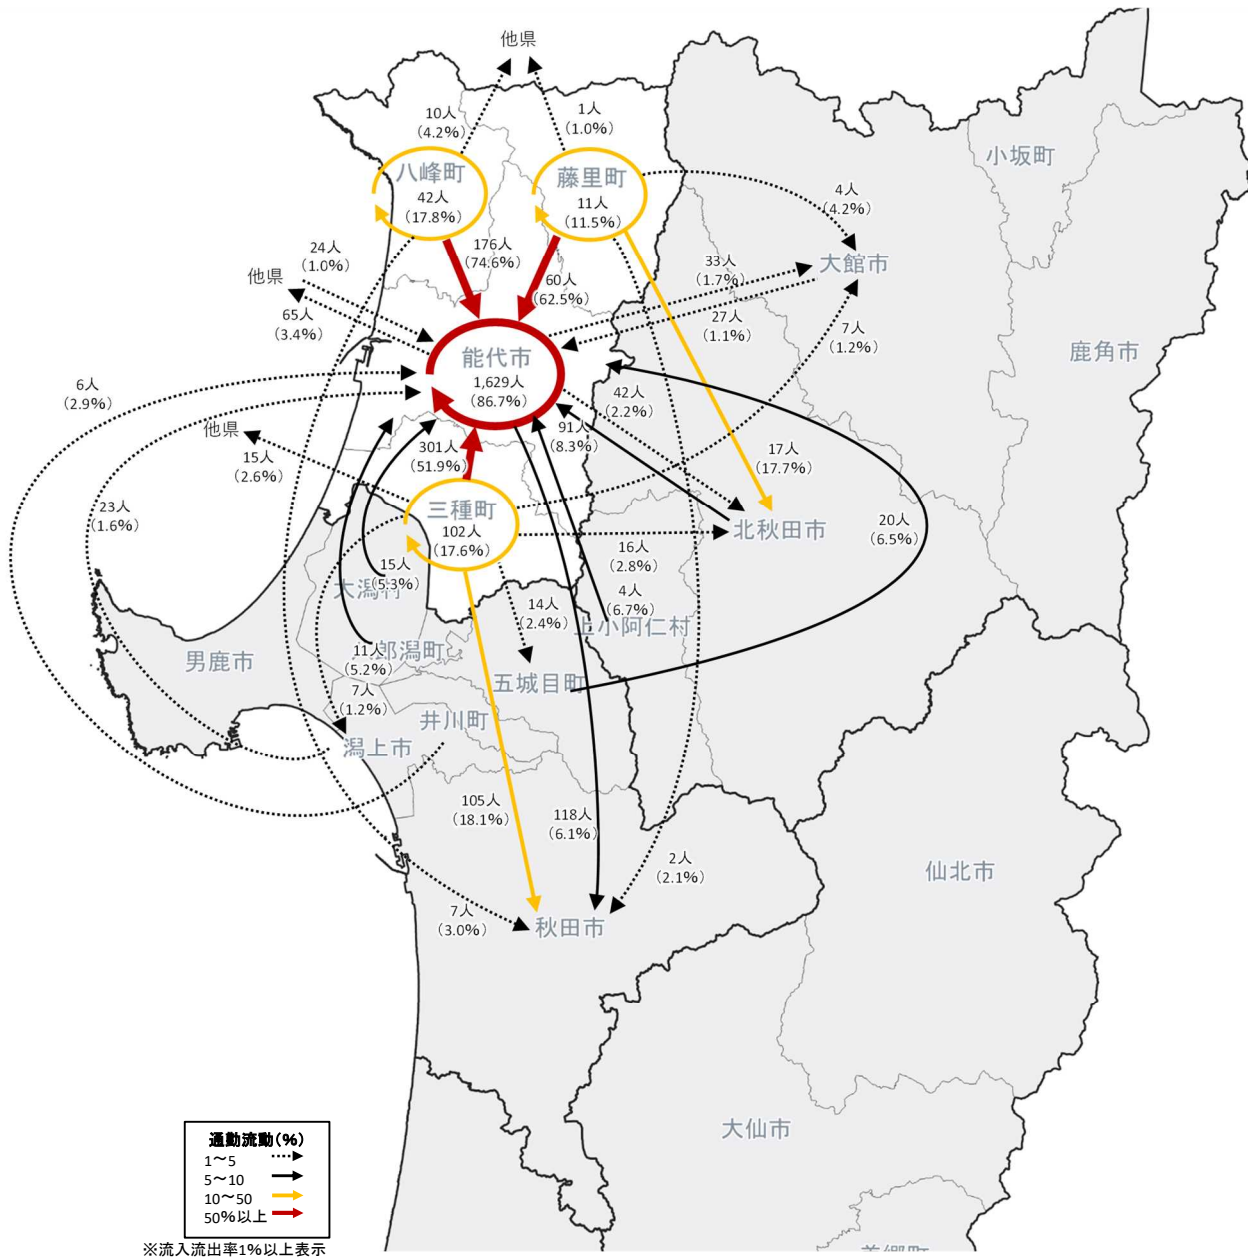 他県
10人
(4.2%)
1人
(1.0%)
小坂町
八峰町
42人
(17.8%)
藤里町
11人
(11.5%)
4人
(4.2%)
24人
(1.0%)
176人
(74.6%)
60人
(62.5%)
33人
(1.7%)
大館市
他県
65人
(3.4%)
27人
(1.1%)
7人
(1.2%)
鹿角市
能代市
1,629人
(86.7%)
6人
(2.9%)
42人
(2.2%)
他県
15人
(2.6%)
301人
(51.9%)
91人
(8.3%)
17人
(17.7%)
23人
(1.6%)
三種町
102人
(17.6%)
北秋田市
20人
(6.5%)
16人
(2.8%)
15人
(5.3%)
大潟村
4人
(6.7%)
14人
(2.4%)
上小阿仁村
男鹿市
11人
(5.2%)
郎潟町
五城目町
7人
(1.2%)
井川町
潟上市
105人
(18.1%)
118人
(6.1%)
2人
(2.1%)
仙北市
7人
(3.0%)
秋田市
大仙市
通勤流動(%)
1～5
5～10
10～50
50%以上
※流入流出率1%以上表示